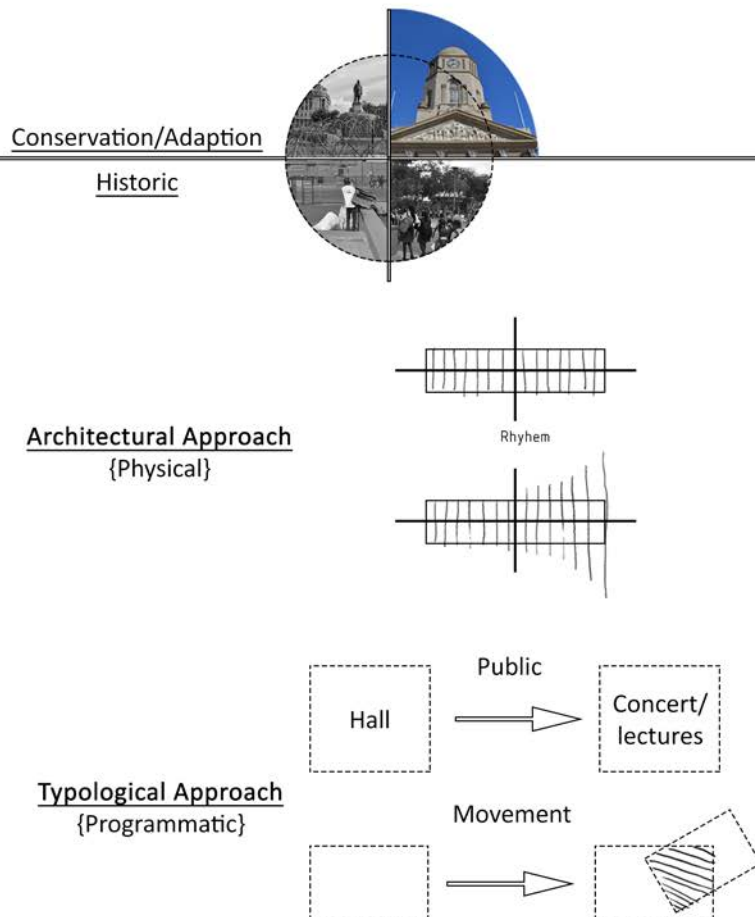 Conservation/Adaption
Historic
Rhyhem
Architectural Approach
{Physical}
Public
Hall
Concert/
lectures
Typological Approach
{Programmatic}
Movement